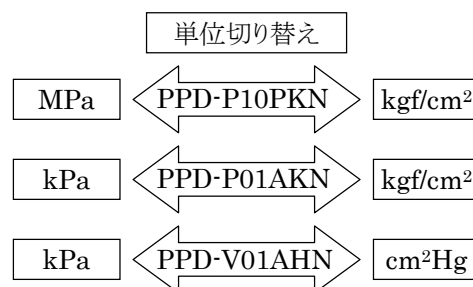 単位切り替え
MPa PPD-P10PKN kgf/cm²
kPa PPD-P01AKN kgf/cm²
kPa PPD-V01AHN cm²Hg